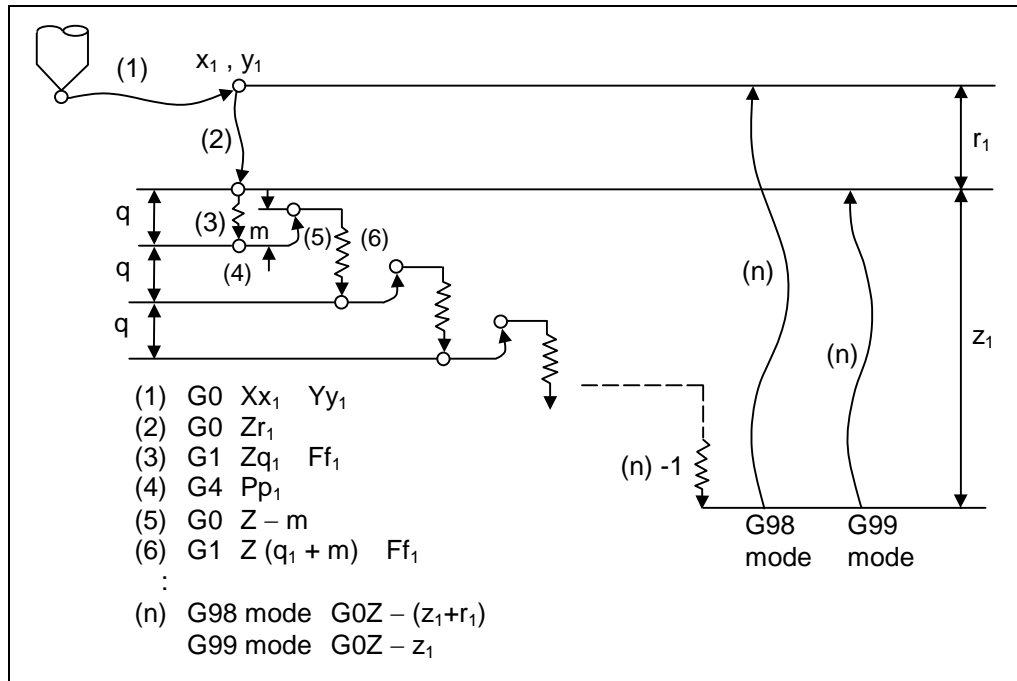 (1)
x₁ , y₁
(2)
r₁
q
(3)
m
(5)
(6)
(4)
q
q
(n)
(n)
z₁
(n) -1
G98
mode
G99
mode
(1) G0 Xx₁ Yy₁
(2) G0 Zr₁
(3) G1 Zq₁ Ff₁
(4) G4 Pp₁
(5) G0 Z – m
(6) G1 Z (q₁ + m) Ff₁
:
(n) G98 mode G0Z – (z₁+r₁)
G99 mode G0Z – z₁